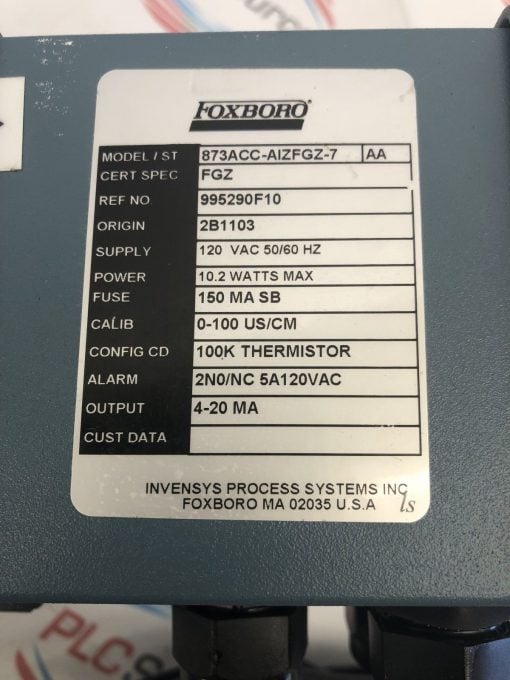 FOXBORO®
MODEL / ST 873ACC-AIZFGZ-7 AA
CERT SPEC FGZ
REF NO 995290F10
ORIGIN 2B1103
SUPPLY 120 VAC 50/60 HZ
POWER 10.2 WATTS MAX
FUSE 150 MA SB
CALIB 0-100 US/CM
CONFIG CD 100K THERMISTOR
ALARM 2N0/NC 5A120VAC
OUTPUT 4-20 MA
CUST DATA
INVENSYS PROCESS SYSTEMS INC
FOXBORO MA 02035 U.S.A
ls
PLC